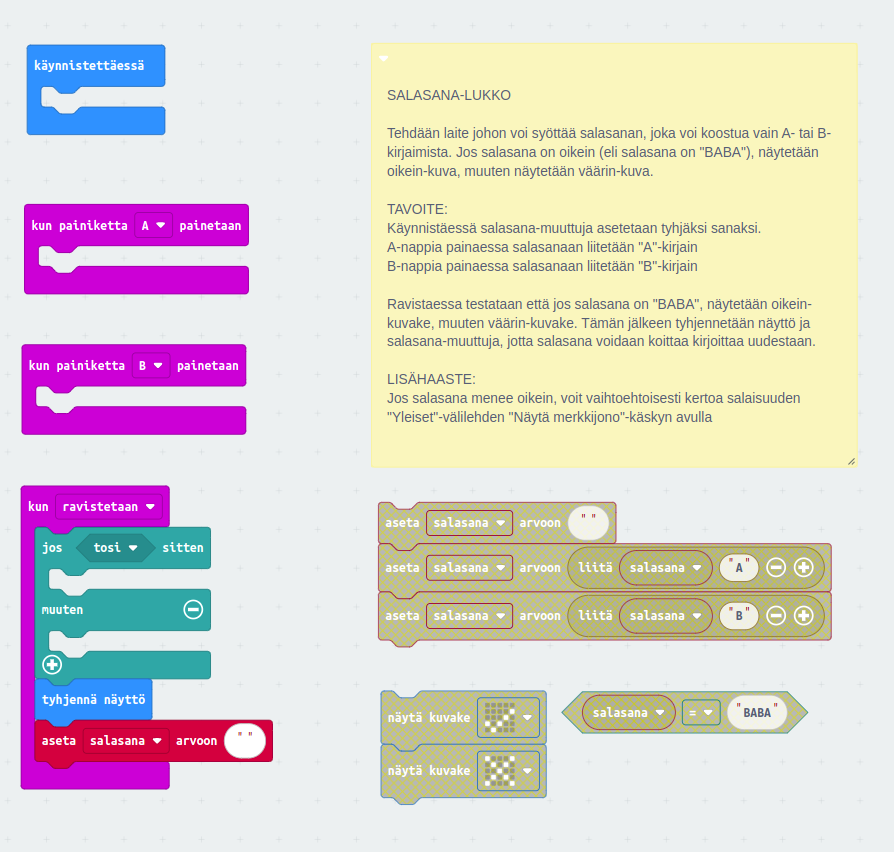 käynnistettäessä
kun painiketta A painetaan
kun painiketta B painetaan
kun ravistetaan
jos tosi sitten
muuten
tyhjennä näyttö
aseta salasana arvoon " "
SALASANA-LUKKO
Tehdään laite johon voi syöttää salasanan, joka voi koostua vain A- tai B-
kirjaimista. Jos salasana on oikein (eli salasana on "BABA"), näytetään
oikein-kuva, muuten näytetään väärin-kuva.
TAVOITE:
Käynnistäessä salasana-muuttuja asetetaan tyhjäksi sanaksi.
A-nappia painaessa salasanaan liitetään "A"-kirjain
B-nappia painaessa salasanaan liitetään "B"-kirjain
Ravistaessa testataan että jos salasana on "BABA", näytetään oikein-
kuvake, muuten väärin-kuvake. Tämän jälkeen tyhjennetään näyttö ja
salasana-muuttuja, jotta salasana voidaan koittaa kirjoittaa uudestaan.
LISÄHAASTE:
Jos salasana menee oikein, voit vaihtoehtoisesti kertoa salaisuuden
"Yleiset"-välilehden "Näytä merkkijono"-käskyn avulla
aseta salasana arvoon " "
aseta salasana arvoon liitä salasana "A"
aseta salasana arvoon liitä salasana "B"
näytä kuvake
näytä kuvake
salasana = "BABA"